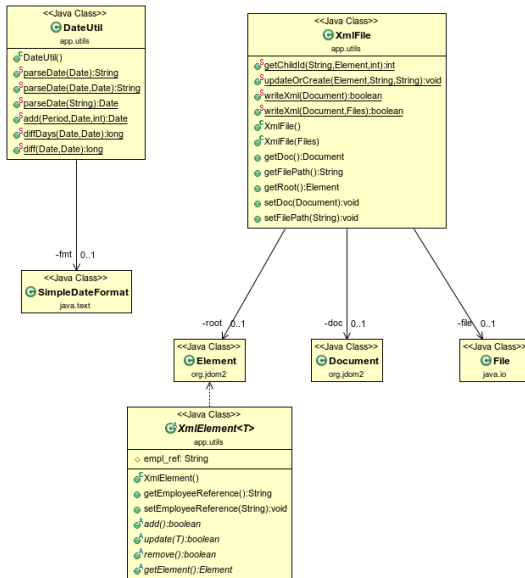 <<Java Class>>
DateUtil
app.utils
DateUtil()
parseDate(Date):String
parseDate(Date,Date):String
parseDate(String):Date
add(Period,Date,int):Date
diffDays(Date,Date):long
diff(Date,Date):long
-fmt 0..1
<<Java Class>>
SimpleDateFormat
java.text
<<Java Class>>
XmlFile
app.utils
getChildId(String,Element,int):int
updateOrCreate(Element,String,String):void
writeXml(Document):boolean
writeXml(Document,Files):boolean
XmlFile()
XmlFile(Files)
getDoc():Document
getFilePath():String
getRoot():Element
setDoc(Document):void
setFilePath(String):void
-root 0..1
-doc 0..1
-file 0..1
<<Java Class>>
Element
org.jdom2
<<Java Class>>
Document
org.jdom2
<<Java Class>>
File
java.io
<<Java Class>>
XmlElement<T>
app.utils
empl_ref: String
XmlElement()
getEmployeeReference():String
setEmployeeReference(String):void
add():boolean
update(T):boolean
remove():boolean
getElement():Element